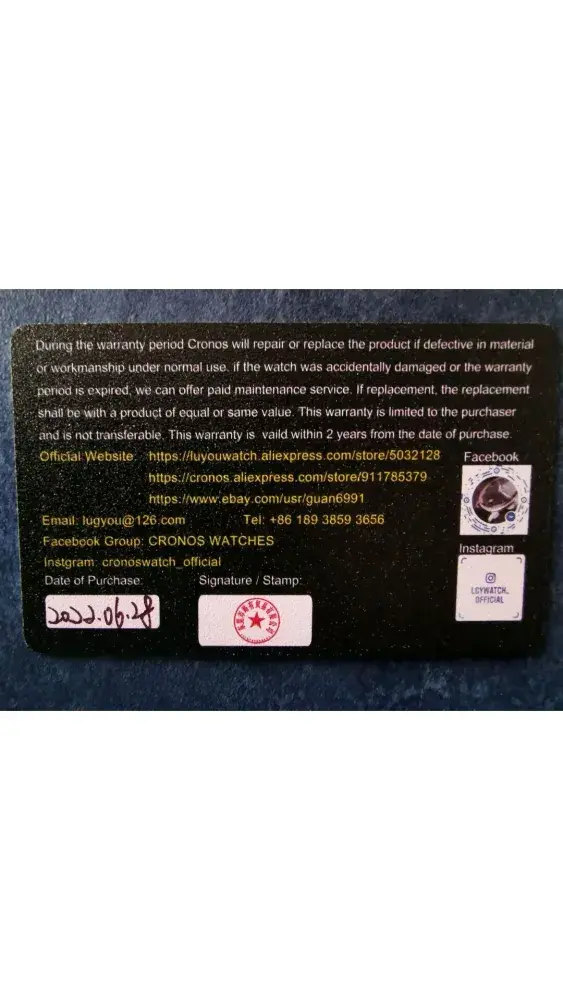 During the warranty period Cronos will repair or replace the product if defective in material
or workmanship under normal use. if the watch was accidentally damaged or the warranty
period is expired, we can offer paid maintenance service. If replacement, the replacement
shall be with a product of equal or same value. This warranty is limited to the purchaser
and is not transferable. This warranty is vaild within 2 years from the date of purchase.
Official Website: https://luyouwatch.aliexpress.com/store/5032128
https://cronos.aliexpress.com/store/911785379
https://www.ebay.com/usr/guan6991
Email: lugyou@126.com Tel: +86 189 3859 3656
Facebook Group: CRONOS WATCHES
Instgram: cronoswatch_official
Facebook
Instagram
LGYWATCH_
OFFICIAL
Date of Purchase: Signature / Stamp:
2022.06.28